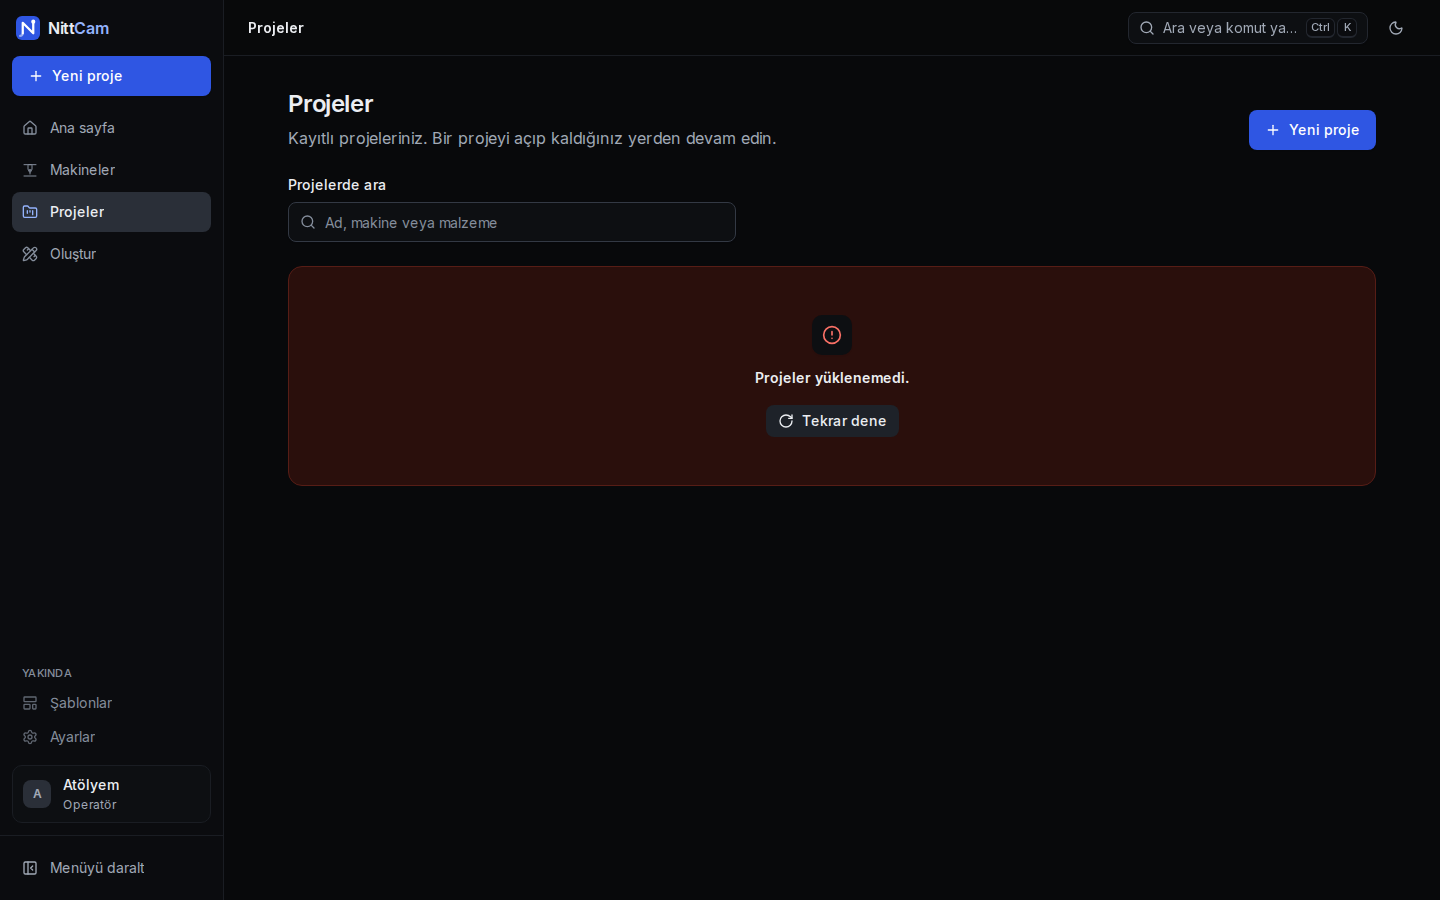 NittCam
Yeni proje
Ana sayfa
Makineler
Projeler
Oluştur
YAKINDA
Şablonlar
Ayarlar
A
Atölyem
Operatör
Menüyü daralt
Projeler
Ara veya komut ya… Ctrl K
Projeler
Kayıtlı projeleriniz. Bir projeyi açıp kaldığınız yerden devam edin.
Yeni proje
Projelerde ara
Ad, makine veya malzeme
Projeler yüklenemedi.
Tekrar dene